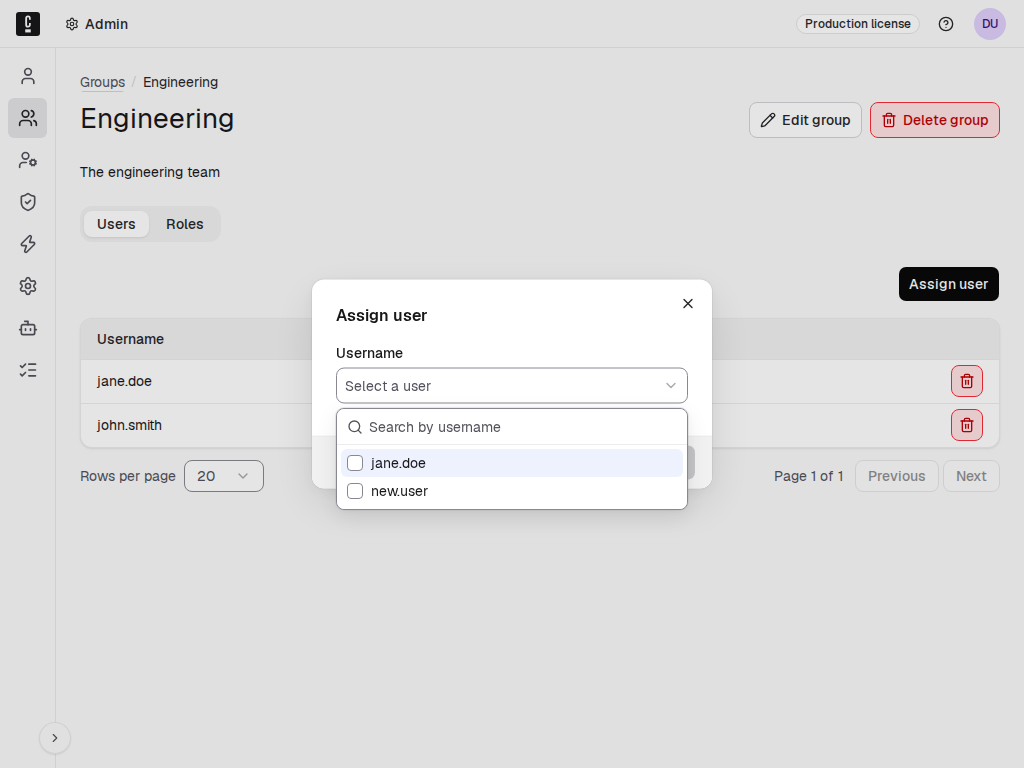 Admin
Production license
DU
Groups / Engineering
Engineering
Edit group
Delete group
The engineering team
Users
Roles
Assign user
Username
jane.doe
john.smith
Rows per page
20
Page 1 of 1
Previous
Next
Assign user
Username
Select a user
Search by username
jane.doe
new.user